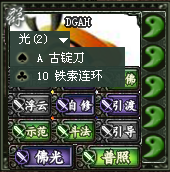 DGAH
光(2)
♣ A 古锭刀
♣ 10 铁索连环
佛
浮云 自修 引渡
示范 斗法 引导
佛光 普照